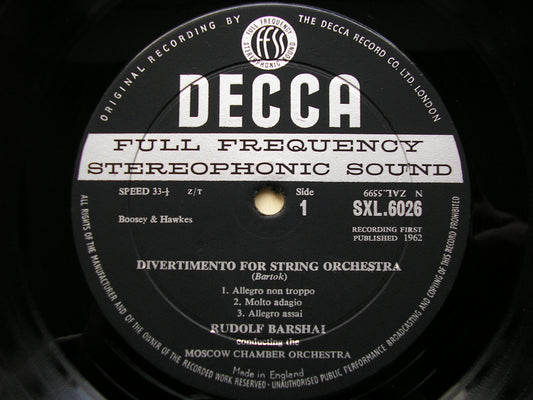 ORIGINAL RECORDING BY THE DECCA RECORD CO. LTD. LONDON
FULL FREQUENCY
ffss
STEREOPHONIC SOUND
DECCA
FULL FREQUENCY
STEREOPHONIC SOUND
SPEED 33⅓ Z/T Side ZAL.5699 N
1 SXL.6026
Boosey & Hawkes
RECORDING FIRST
PUBLISHED 1962
DIVERTIMENTO FOR STRING ORCHESTRA
(Bartok)
1. Allegro non troppo
2. Molto adagio
3. Allegro assai
RUDOLF BARSHAI
conducting the
MOSCOW CHAMBER ORCHESTRA
Made in England
ALL RIGHTS OF THE MANUFACTURER AND OF THE OWNER OF THE RECORDED WORK RESERVED · UNAUTHORISED PUBLIC PERFORMANCE BROADCASTING AND COPYING OF THIS RECORD PROHIBITED